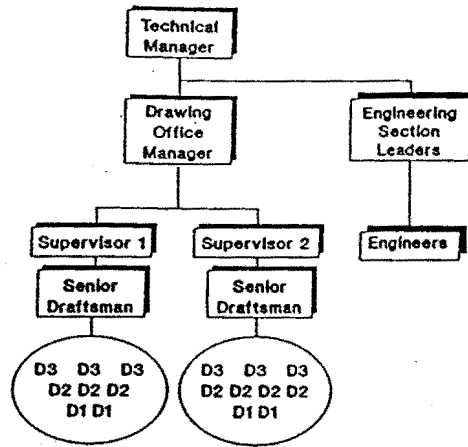 Technical
Manager
Drawing
Office
Manager
Engineering
Section
Leaders
Supervisor 1
Supervisor 2
Engineers
Senior
Draftsman
Senior
Draftsman
D3 D3 D3
D2 D2 D2
D1 D1
D3 D3 D3
D2 D2 D2 D2
D1 D1